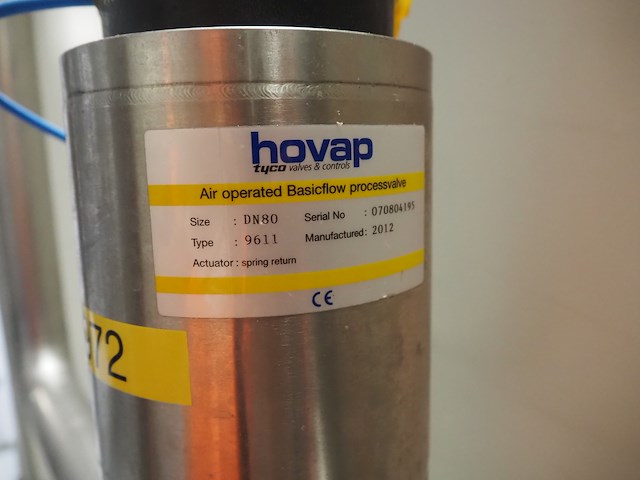 hovap
tyco valves & controls
Air operated Basicflow processvalve
Size : DN80 Serial No : 070804195
Type : 9611 Manufactured: 2012
Actuator : spring return
CE
72